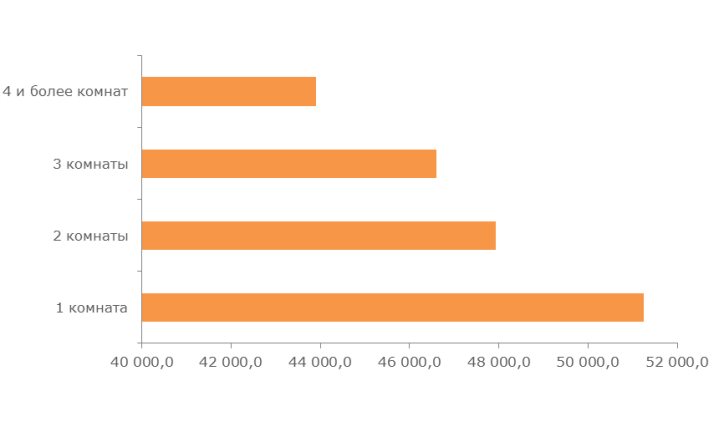 4 и более комнат
3 комнаты
2 комнаты
1 комната
40 000,0 42 000,0 44 000,0 46 000,0 48 000,0 50 000,0 52 000,0